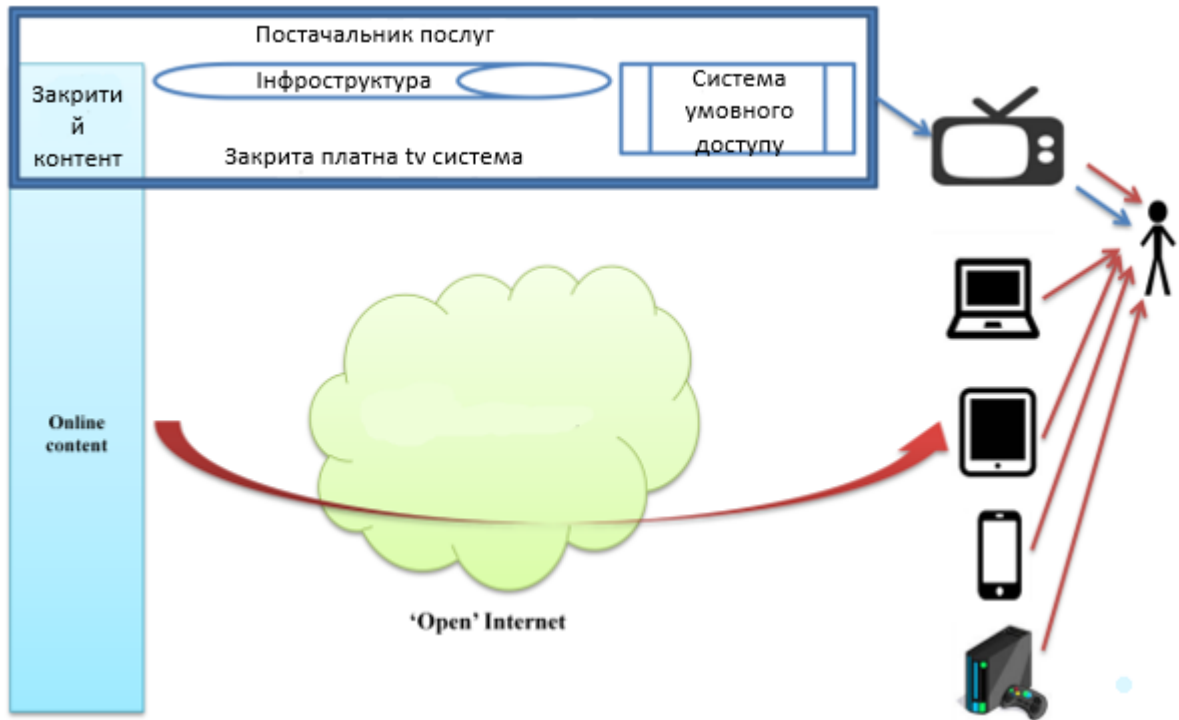 Постачальник послуг
Інфроструктура
Система
умовного
доступу
Закрити
й
контент
Закрита платна tv система
Online
content
‘Open’ Internet